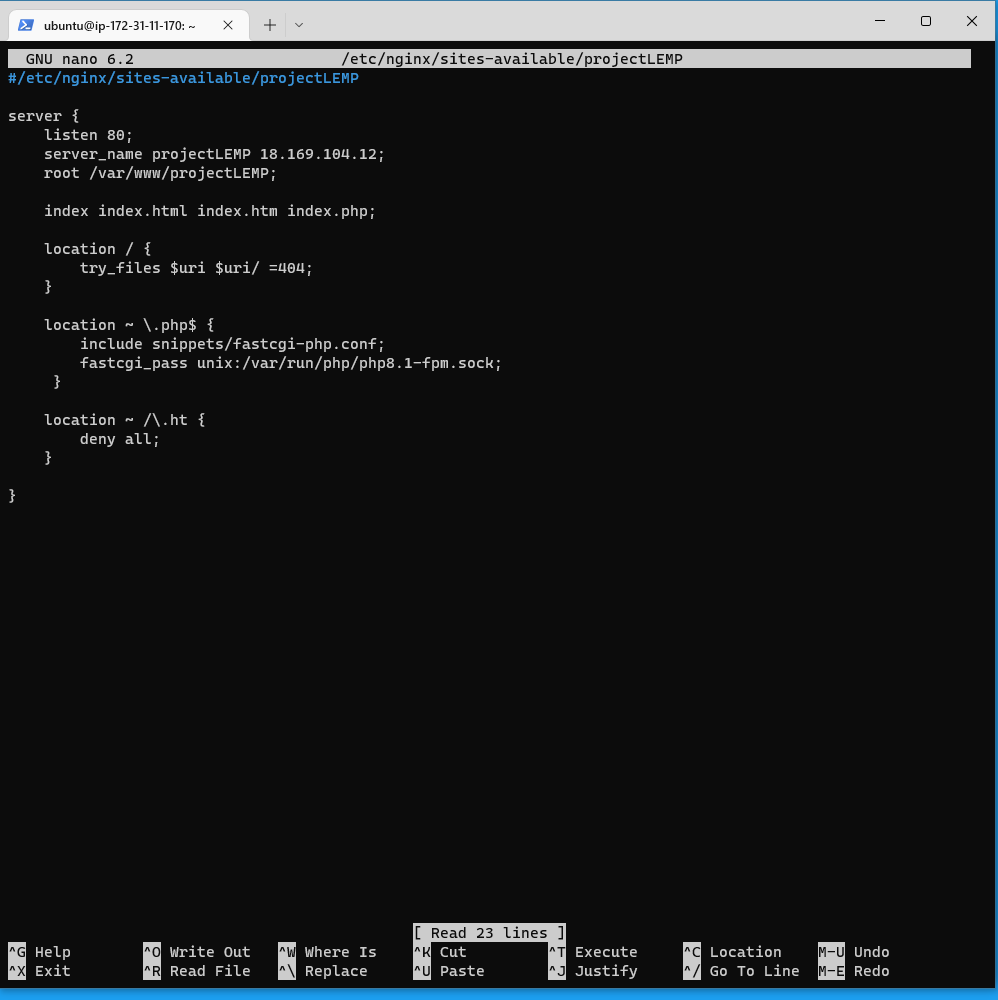 ubuntu@ip-172-31-11-170: ~
GNU nano 6.2 /etc/nginx/sites-available/projectLEMP
#/etc/nginx/sites-available/projectLEMP
server {
    listen 80;
    server_name projectLEMP 18.169.104.12;
    root /var/www/projectLEMP;
    index index.html index.htm index.php;
    location / {
        try_files $uri $uri/ =404;
    }
    location ~ \.php$ {
        include snippets/fastcgi-php.conf;
        fastcgi_pass unix:/var/run/php/php8.1-fpm.sock;
     }
    location ~ /\.ht {
        deny all;
    }
}
[ Read 23 lines ]
^G Help ^O Write Out ^W Where Is ^K Cut ^T Execute ^C Location M-U Undo
^X Exit ^R Read File ^\ Replace ^U Paste ^J Justify ^/ Go To Line M-E Redo